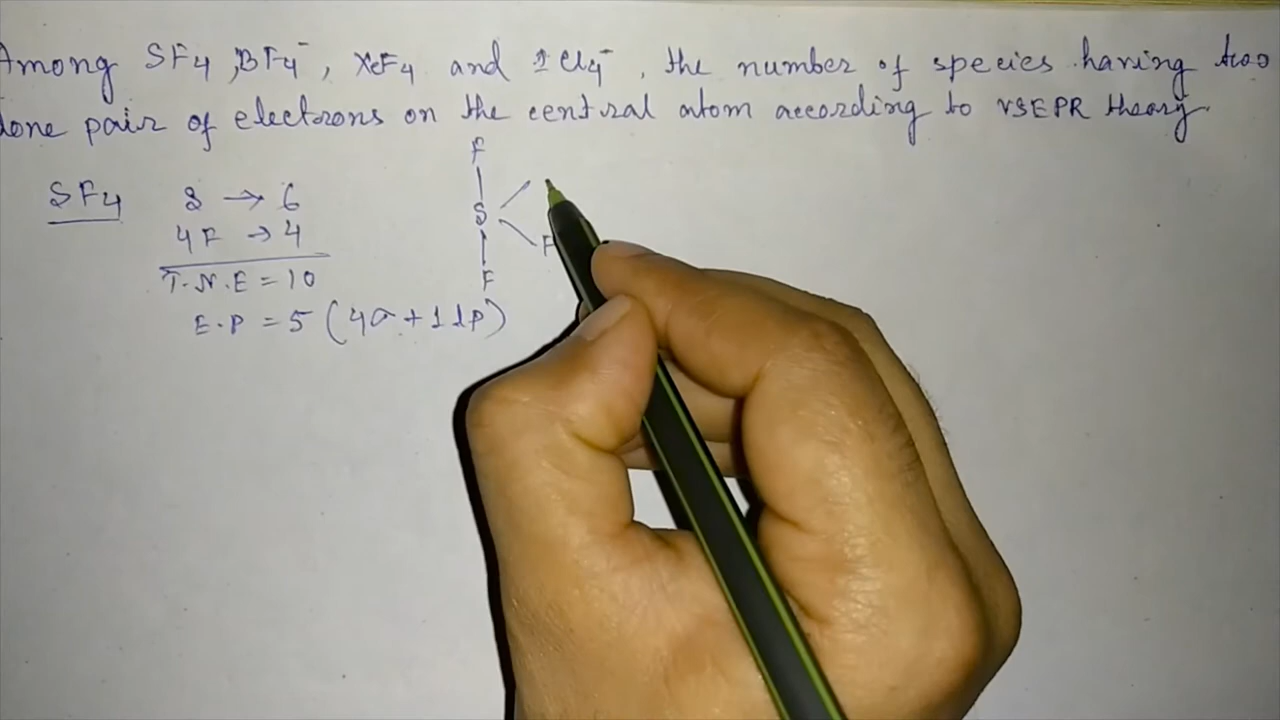 Among SF4, BF4⁻, XeF4 and ICl4⁻, the number of species having two
lone pair of electrons on the central atom according to VSEPR theory.
F
SF4 S → 6
S
4F → 4
F
T.N.E = 10
F
E.P = 5 (4σ + 1lp)